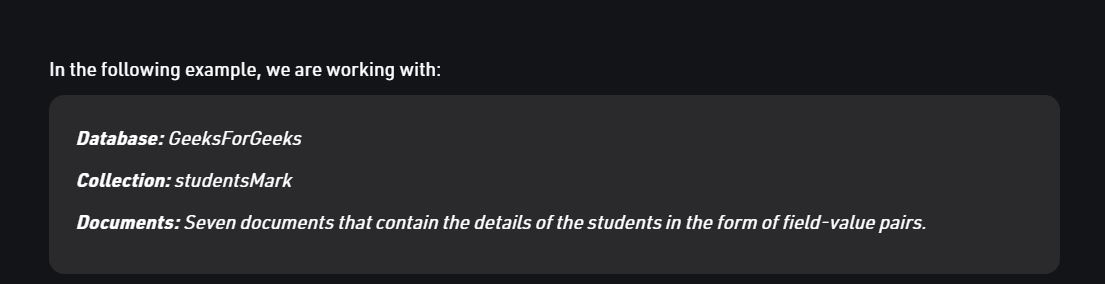 In the following example, we are working with:
Database: GeeksForGeeks
Collection: studentsMark
Documents: Seven documents that contain the details of the students in the form of field-value pairs.